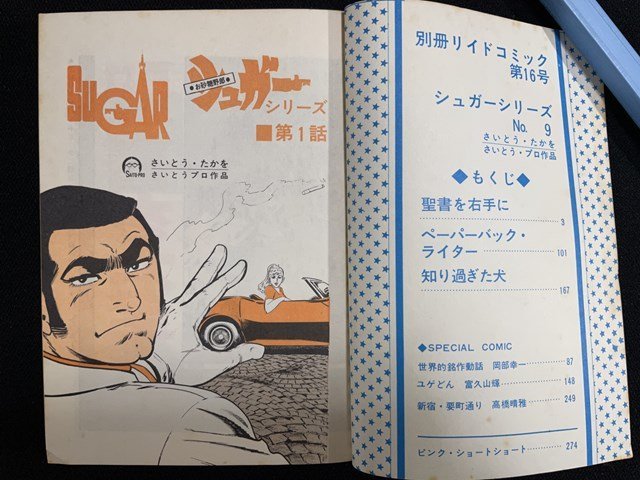 SUGAR
●お砂糖野郎●
シュガー
シリーズ
■第1話
SAITO-PRO
さいとう・たかを
さいとうプロ作品
別冊リイドコミック
第16号
シュガーシリーズ
No. 9
さいとう・たかを
さいとうプロ作品
◆もくじ◆
聖書を右手に
3
ペーパーバック・
ライター
101
知り過ぎた犬
167
◆SPECIAL COMIC
世界的銘作動話 岡部幸一 87
ユゲどん 富久山輝 148
新宿・要町通り 高橋晴雅 249
ピンク・ショートショート 274